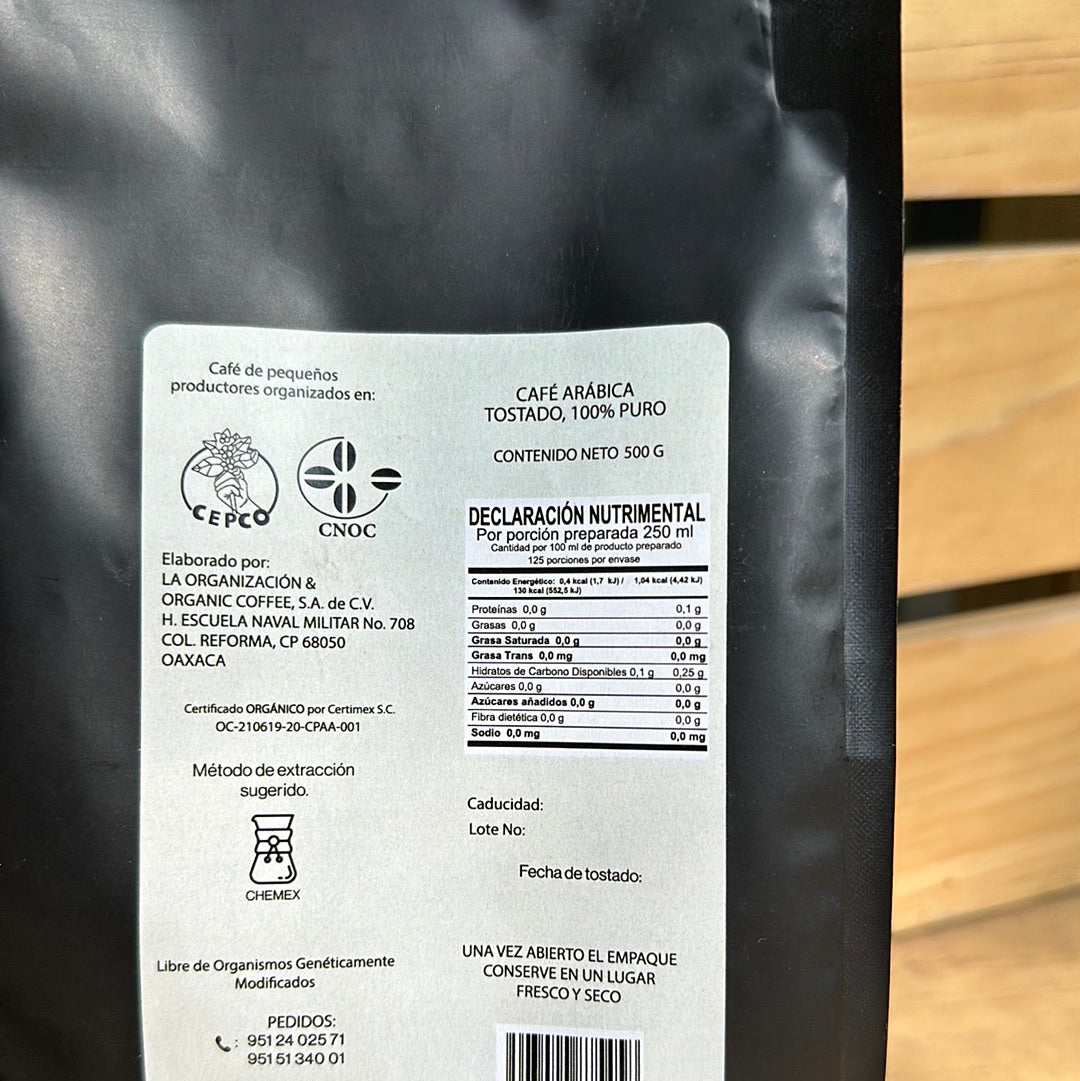 Café de pequeños
productores organizados en:
CEPCO
CNOC
Elaborado por:
LA ORGANIZACIÓN &
ORGANIC COFFEE, S.A. de C.V.
H. ESCUELA NAVAL MILITAR No. 708
COL. REFORMA, CP 68050
OAXACA
Certificado ORGÁNICO por Certimex S.C.
OC-210619-20-CPAA-001
Método de extracción
sugerido.
CHEMEX
Libre de Organismos Genéticamente
Modificados
PEDIDOS:
: 951 24 025 71
951 51 340 01
CAFÉ ARÁBICA
TOSTADO, 100% PURO
CONTENIDO NETO 500 G
DECLARACIÓN NUTRIMENTAL
Por porción preparada 250 ml
Cantidad por 100 ml de producto preparado
125 porciones por envase
Contenido Energético: 0,4 kcal (1,7 kJ) / 1,04 kcal (4,42 kJ)
130 kcal (552,5 kJ)
Proteínas 0,0 g 0,1 g
Grasas 0,0 g 0,0 g
Grasa Saturada 0,0 g 0,0 g
Grasa Trans 0,0 mg 0,0 mg
Hidratos de Carbono Disponibles 0,1 g 0,25 g
Azúcares 0,0 g 0,0 g
Azúcares añadidos 0,0 g 0,0 g
Fibra dietética 0,0 g 0,0 g
Sodio 0,0 mg 0,0 mg
Caducidad:
Lote No:
Fecha de tostado:
UNA VEZ ABIERTO EL EMPAQUE
CONSERVE EN UN LUGAR
FRESCO Y SECO